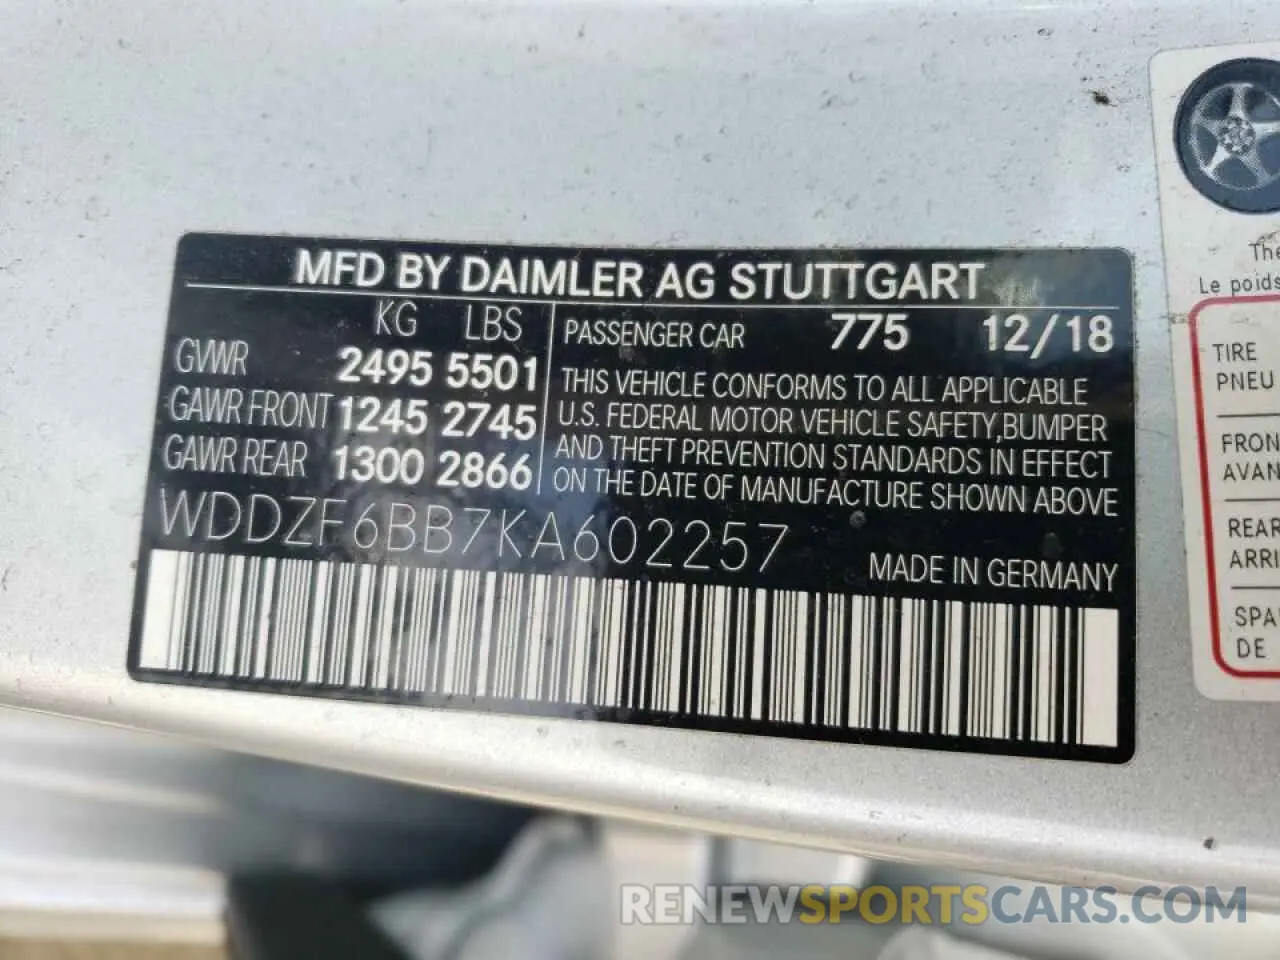 MFD BY DAIMLER AG STUTTGART
KG LBS
GVWR 2495 5501
GAWR FRONT 1245 2745
GAWR REAR 1300 2866
PASSENGER CAR 775 12/18
THIS VEHICLE CONFORMS TO ALL APPLICABLE
U.S. FEDERAL MOTOR VEHICLE SAFETY,BUMPER
AND THEFT PREVENTION STANDARDS IN EFFECT
ON THE DATE OF MANUFACTURE SHOWN ABOVE
WDDZF6BB7KA602257
MADE IN GERMANY
The
Le poids
TIRE
PNEU
FRON
AVAN
REAR
ARRI
SPA
DE
RENEWSPORTSCARS.COM